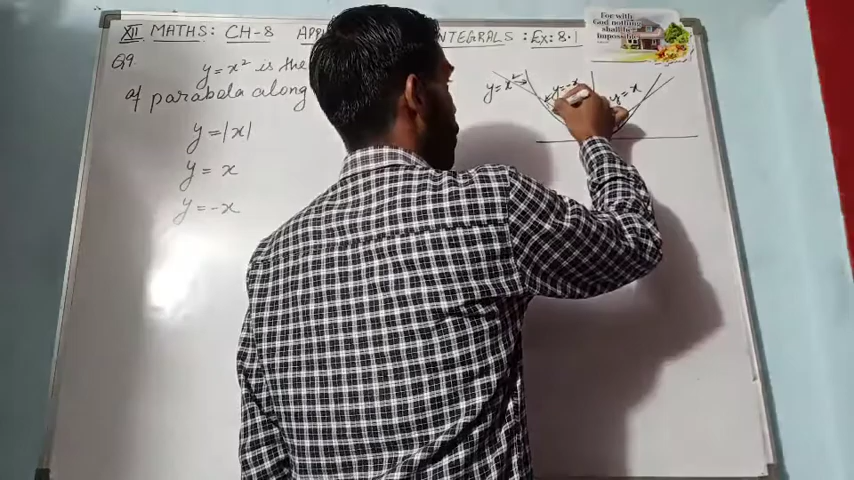 XII MATHS: CH-8 INTEGRALS: EX: 8.1
Q9. y = x² is the
of parabola along
y = |x|
y = x
y = -x
y = x²
y = -x
y = x
For with
God nothing
shall be